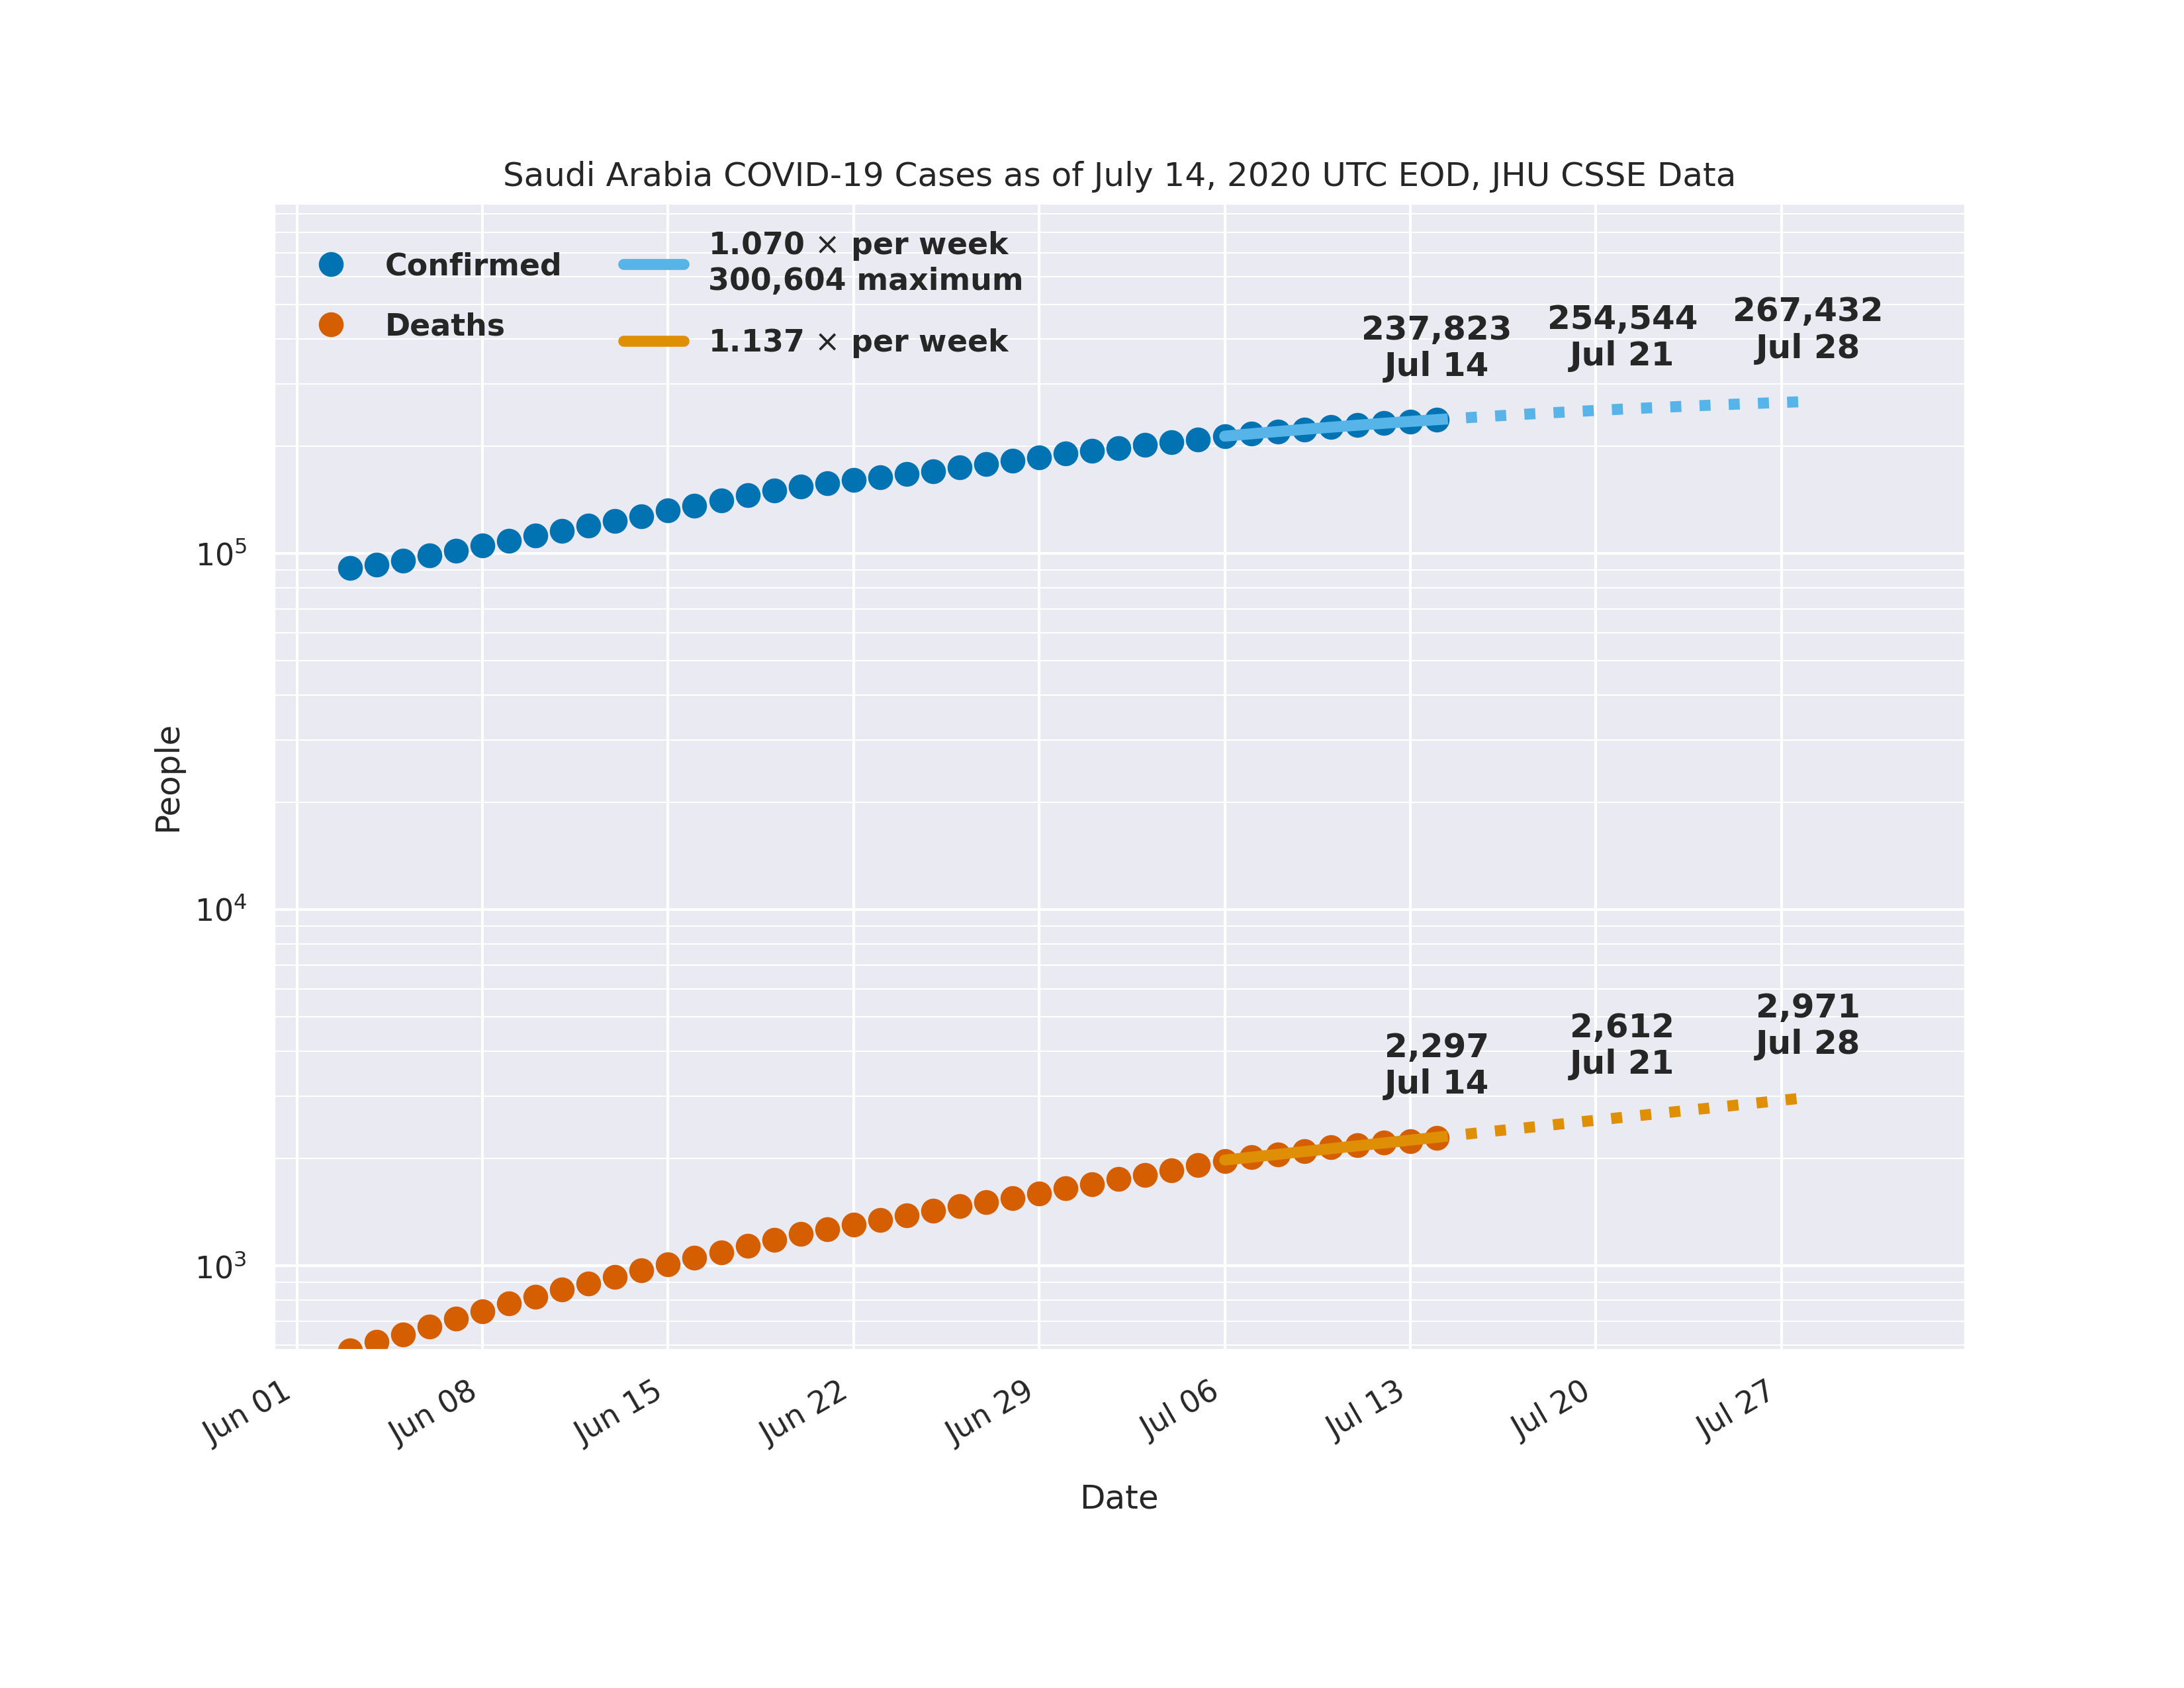 Saudi Arabia COVID-19 Cases as of July 14, 2020 UTC EOD, JHU CSSE Data
Confirmed
Deaths
1.070 × per week
300,604 maximum
1.137 × per week
237,823
Jul 14
254,544
Jul 21
267,432
Jul 28
2,297
Jul 14
2,612
Jul 21
2,971
Jul 28
People
10⁵
10⁴
10³
Jun 01
Jun 08
Jun 15
Jun 22
Jun 29
Jul 06
Jul 13
Jul 20
Jul 27
Date